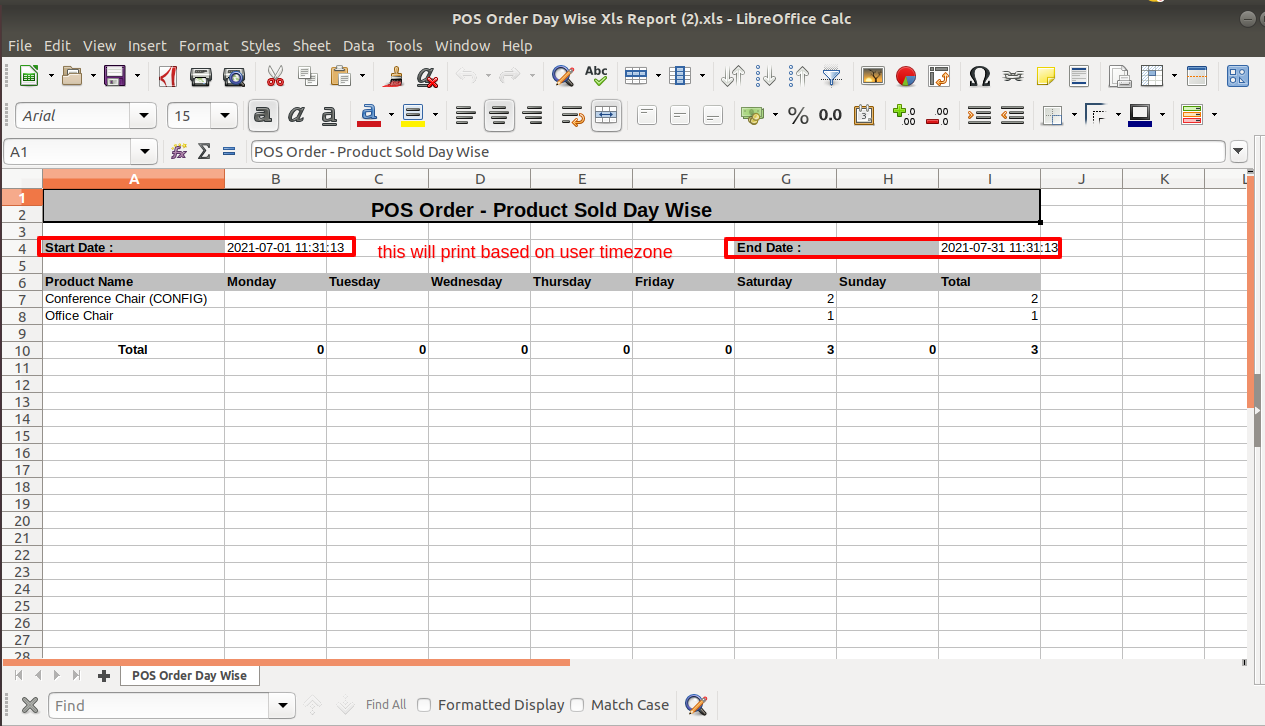 POS Order Day Wise Xls Report (2).xls - LibreOffice Calc
File Edit View Insert Format Styles Sheet Data Tools Window Help
Abc
Arial 15 a a a a % 0.0
A1 POS Order - Product Sold Day Wise
A B C D E F G H I J K L
1
2 POS Order - Product Sold Day Wise
3
4 Start Date : 2021-07-01 11:31:13 this will print based on user timezone End Date : 2021-07-31 11:31:13
5
6 Product Name Monday Tuesday Wednesday Thursday Friday Saturday Sunday Total
7 Conference Chair (CONFIG) 2 2
8 Office Chair 1 1
9
10 Total 0 0 0 0 0 3 0 3
11
12
13
14
15
16
17
18
19
20
21
22
23
24
25
26
27
28
POS Order Day Wise
Find Find All Formatted Display Match Case